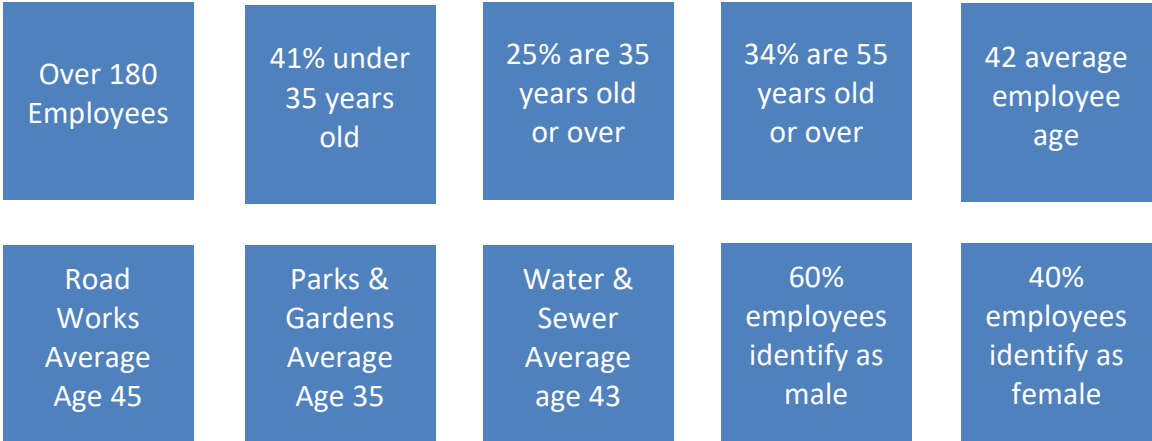 Over 180
Employees
41% under
35 years
old
25% are 35
years old
or over
34% are 55
years old
or over
42 average
employee
age
Road
Works
Average
Age 45
Parks &
Gardens
Average
Age 35
Water &
Sewer
Average
age 43
60%
employees
identify as
male
40%
employees
identify as
female